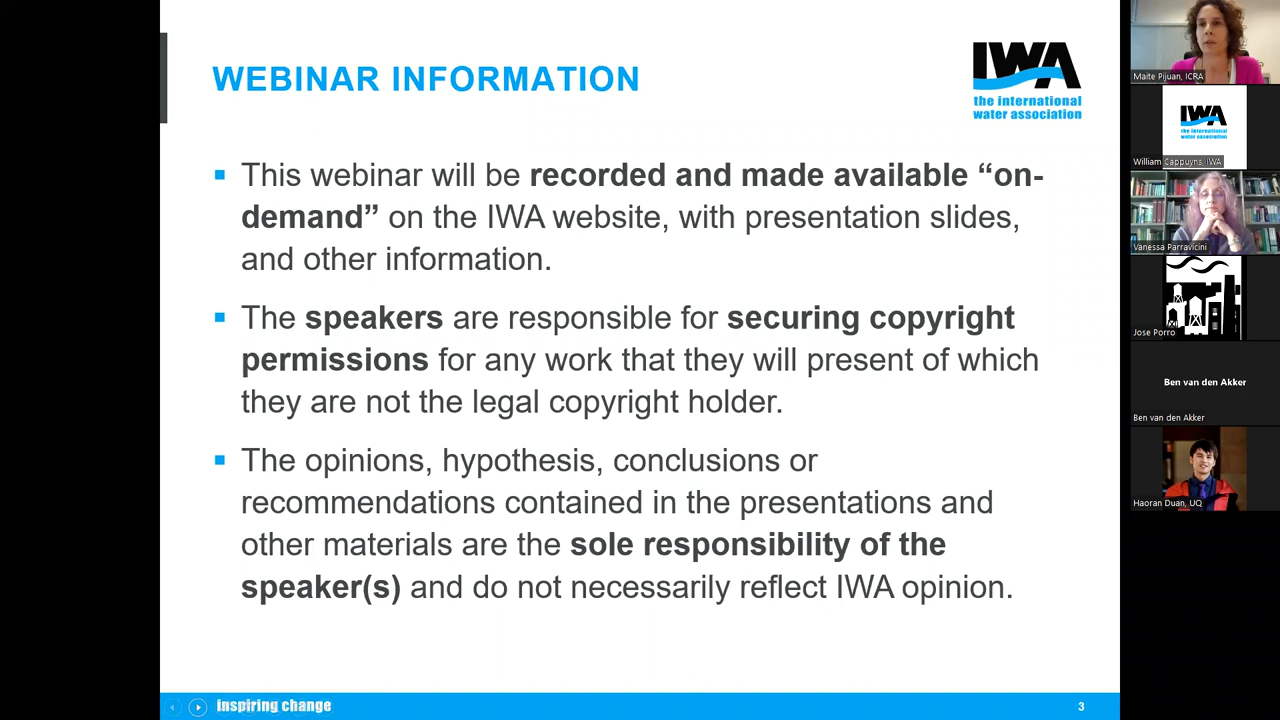 WEBINAR INFORMATION
IWA
the international
water association
This webinar will be recorded and made available “on-
demand” on the IWA website, with presentation slides,
and other information.
The speakers are responsible for securing copyright
permissions for any work that they will present of which
they are not the legal copyright holder.
The opinions, hypothesis, conclusions or
recommendations contained in the presentations and
other materials are the sole responsibility of the
speaker(s) and do not necessarily reflect IWA opinion.
inspiring change
3
Maite Pijuan, ICRA
IWA
the international
water association
William Cappuyns, IWA
Vanessa Parravicini
Jose Porro
Ben van den Akker
Ben van den Akker
Haoran Duan, UQ